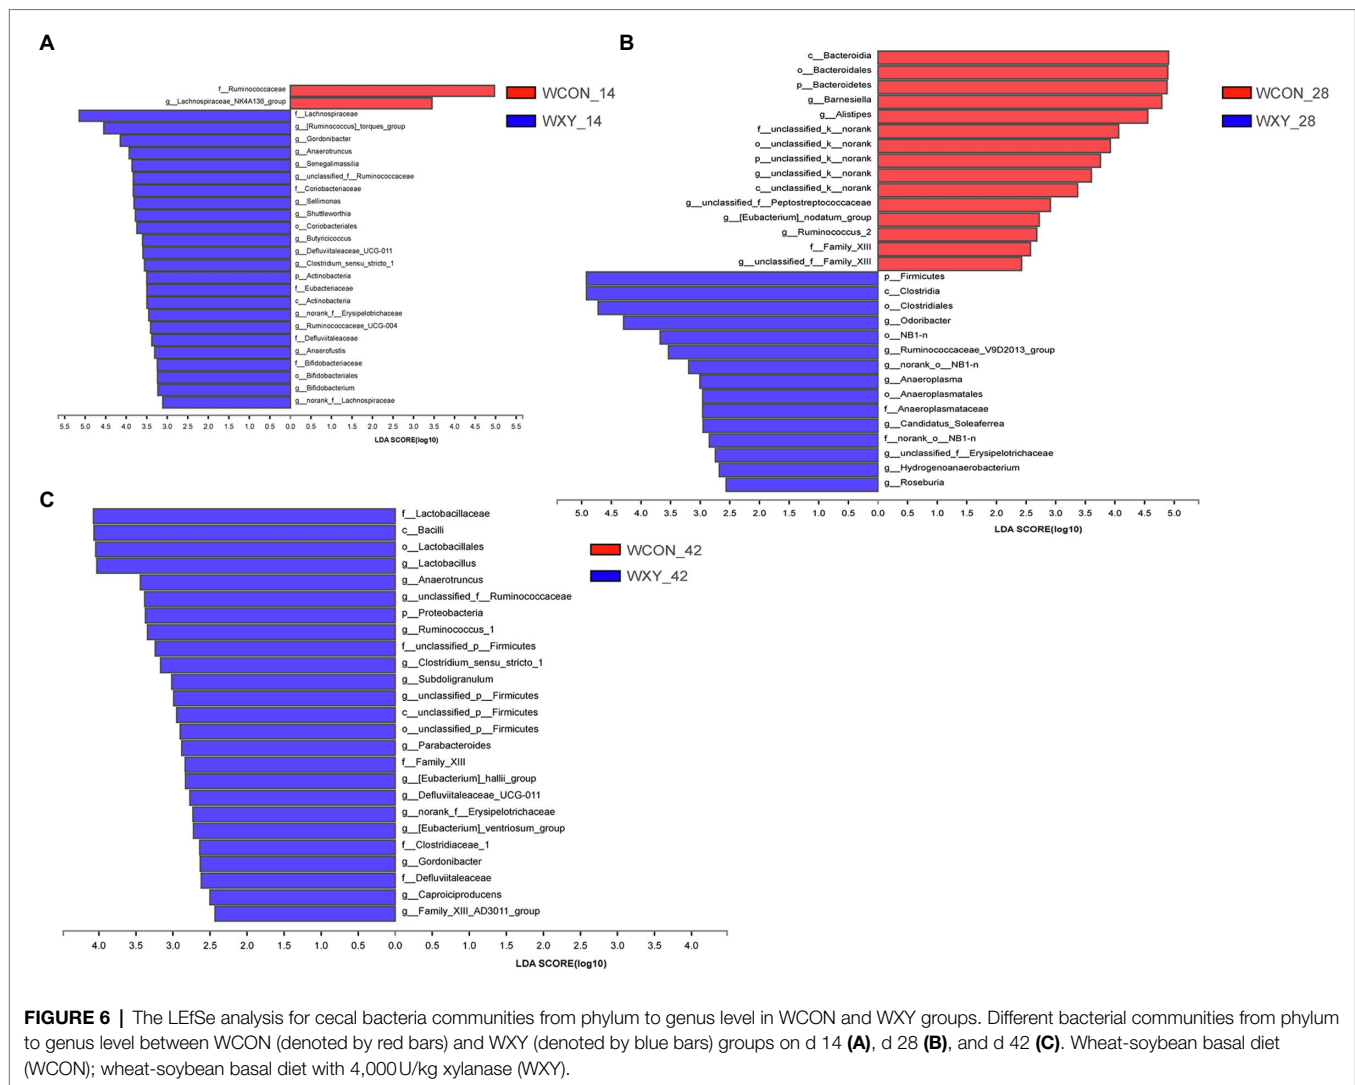 A
f__Ruminococcaceae
g__Lachnospiraceae_NK4A136_group
f__Lachnospiraceae
g__[Ruminococcus]_torques_group
g__Gordonibacter
g__Anaerotruncus
g__Senegalimassilia
g__unclassified_f__Ruminococcaceae
f__Coriobacteriaceae
g__Sellimonas
g__Shuttleworthia
o__Coriobacteriales
g__Butyricicoccus
g__Defluviitaleaceae_UCG-011
g__Clostridium_sensu_stricto_1
p__Actinobacteria
f__Eubacteriaceae
c__Actinobacteria
g__norank_f__Erysipelotrichaceae
g__Ruminococcaceae_UCG-004
f__Defluviitaleaceae
g__Anaerofustis
f__Bifidobacteriaceae
o__Bifidobacteriales
g__Bifidobacterium
g__norank_f__Lachnospiraceae
5.5 5.0 4.5 4.0 3.5 3.0 2.5 2.0 1.5 1.0 0.5 0.0 0.5 1.0 1.5 2.0 2.5 3.0 3.5 4.0 4.5 5.0 5.5
LDA SCORE(log10)
WCON_14
WXY_14
B
c__Bacteroidia
o__Bacteroidales
p__Bacteroidetes
g__Barnesiella
g__Alistipes
f__unclassified_k__norank
o__unclassified_k__norank
p__unclassified_k__norank
g__unclassified_k__norank
c__unclassified_k__norank
g__unclassified_f__Peptostreptococcaceae
g__[Eubacterium]_nodatum_group
g__Ruminococcus_2
f__Family_XIII
g__unclassified_f__Family_XIII
p__Firmicutes
c__Clostridia
o__Clostridiales
g__Odoribacter
o__NB1-n
g__Ruminococcaceae_V9D2013_group
g__norank_o__NB1-n
g__Anaeroplasma
o__Anaeroplasmatales
f__Anaeroplasmataceae
g__Candidatus_Soleaferrea
f__norank_o__NB1-n
g__unclassified_f__Erysipelotrichaceae
g__Hydrogenoanaerobacterium
g__Roseburia
5.0 4.5 4.0 3.5 3.0 2.5 2.0 1.5 1.0 0.5 0.0 0.5 1.0 1.5 2.0 2.5 3.0 3.5 4.0 4.5 5.0
LDA SCORE(log10)
WCON_28
WXY_28
C
f__Lactobacillaceae
c__Bacilli
o__Lactobacillales
g__Lactobacillus
g__Anaerotruncus
g__unclassified_f__Ruminococcaceae
p__Proteobacteria
g__Ruminococcus_1
f__unclassified_p__Firmicutes
g__Clostridium_sensu_stricto_1
g__Subdoligranulum
g__unclassified_p__Firmicutes
c__unclassified_p__Firmicutes
o__unclassified_p__Firmicutes
g__Parabacteroides
f__Family_XIII
g__[Eubacterium]_hallii_group
g__Defluviitaleaceae_UCG-011
g__norank_f__Erysipelotrichaceae
g__[Eubacterium]_ventriosum_group
f__Clostridiaceae_1
g__Gordonibacter
f__Defluviitaleaceae
g__Caproiciproducens
g__Family_XIII_AD3011_group
4.0 3.5 3.0 2.5 2.0 1.5 1.0 0.5 0.0 0.5 1.0 1.5 2.0 2.5 3.0 3.5 4.0
LDA SCORE(log10)
WCON_42
WXY_42
FIGURE 6 | The LEfSe analysis for cecal bacteria communities from phylum to genus level in WCON and WXY groups. Different bacterial communities from phylum
to genus level between WCON (denoted by red bars) and WXY (denoted by blue bars) groups on d 14 (A), d 28 (B), and d 42 (C). Wheat-soybean basal diet
(WCON); wheat-soybean basal diet with 4,000 U/kg xylanase (WXY).